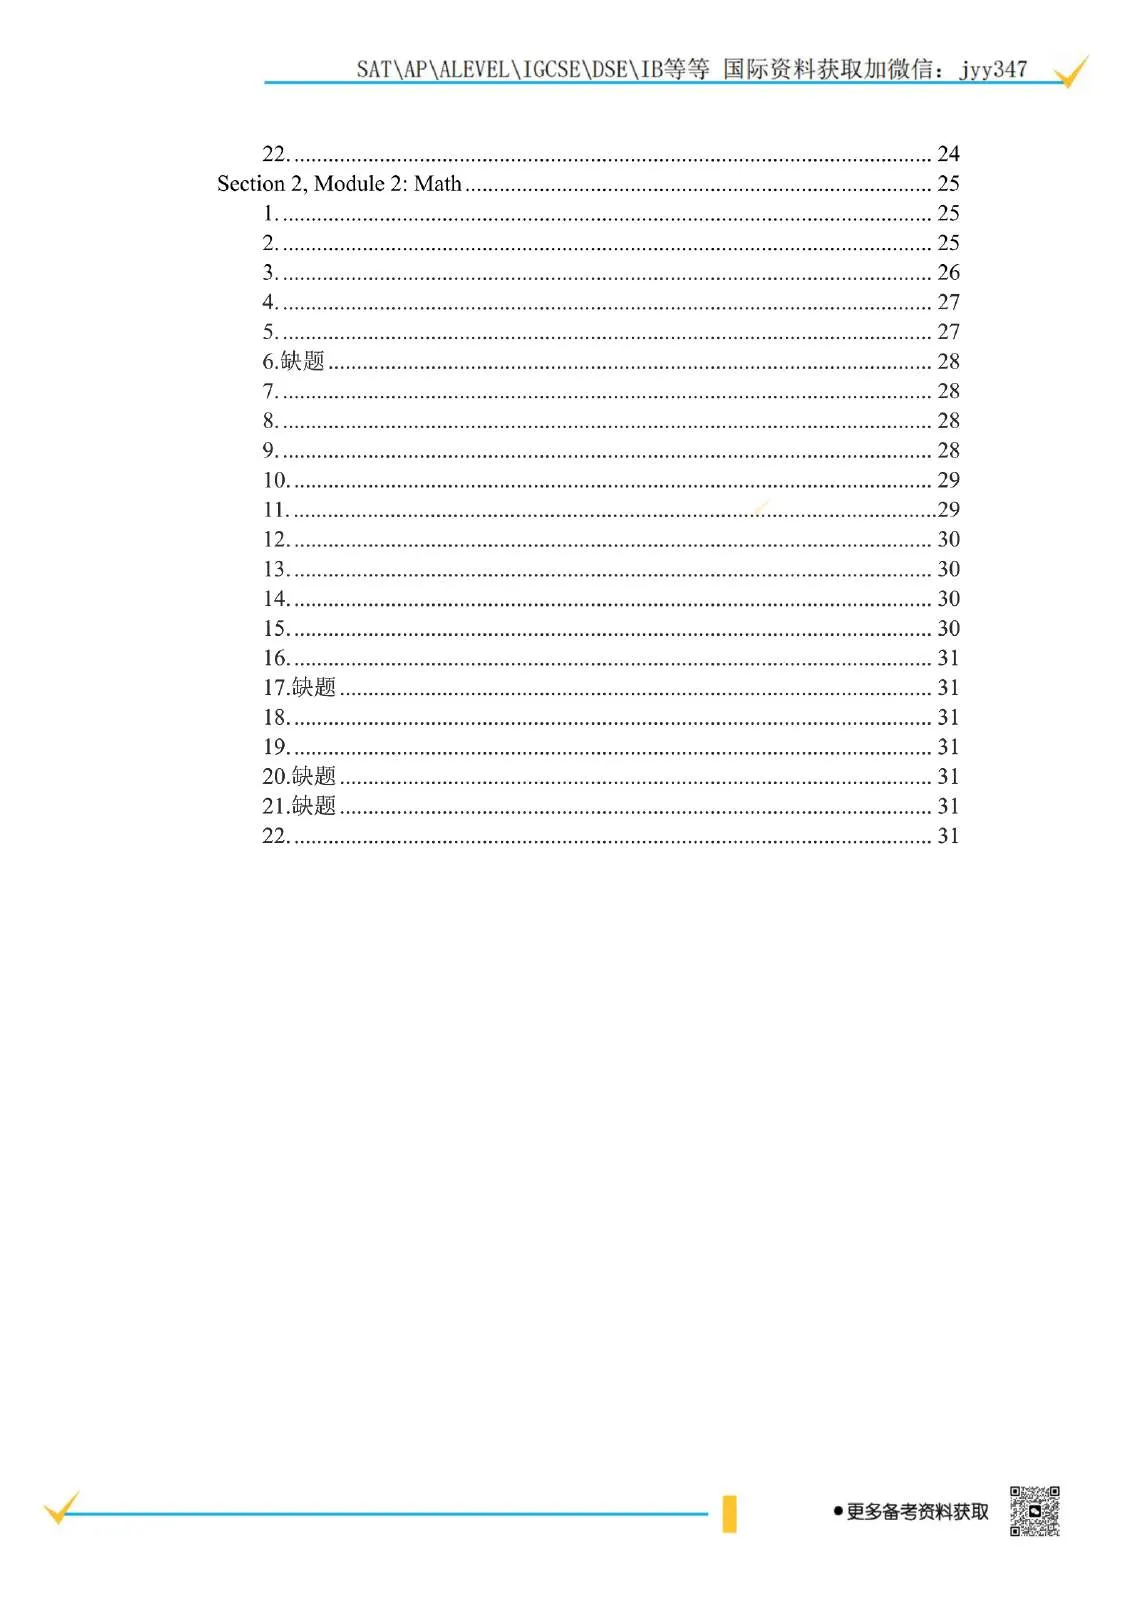 SAT\AP\ALEVEL\IGCSE\DSE\IB等等 国际资料获取加微信：jyy347
22. ........................................................................................................ 24
Section 2, Module 2: Math ........................................................................ 25
1. ........................................................................................................ 25
2. ........................................................................................................ 25
3. ........................................................................................................ 26
4. ........................................................................................................ 27
5. ........................................................................................................ 27
6.缺题 ........................................................................................................ 28
7. ........................................................................................................ 28
8. ........................................................................................................ 28
9. ........................................................................................................ 28
10. ........................................................................................................ 29
11. ........................................................................................................ 29
12. ........................................................................................................ 30
13. ........................................................................................................ 30
14. ........................................................................................................ 30
15. ........................................................................................................ 30
16. ........................................................................................................ 31
17.缺题 ........................................................................................................ 31
18. ........................................................................................................ 31
19. ........................................................................................................ 31
20.缺题 ........................................................................................................ 31
21.缺题 ........................................................................................................ 31
22. ........................................................................................................ 31
●更多备考资料获取